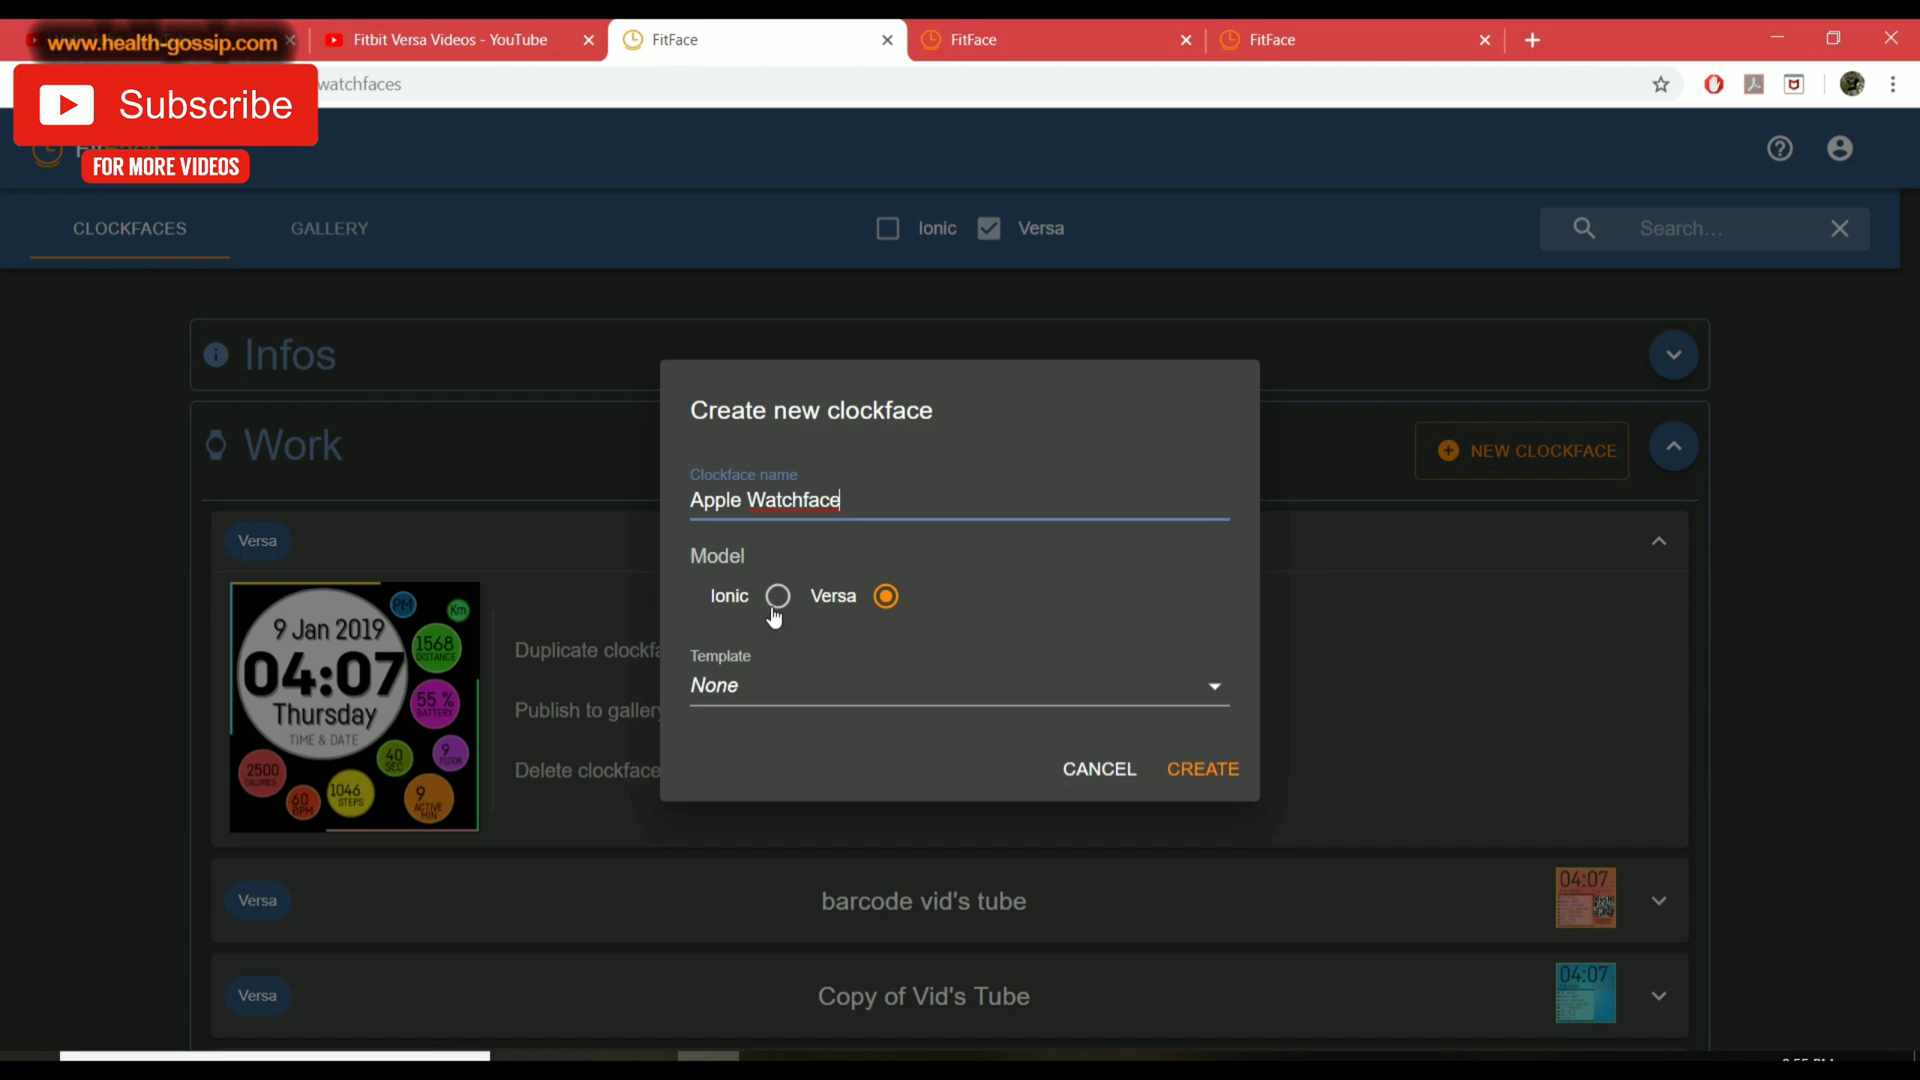 www.health-gossip.com
Fitbit Versa Videos - YouTube
FitFace
FitFace
FitFace
Subscribe
watchfaces
FOR MORE VIDEOS
CLOCKFACES
GALLERY
Ionic
Versa
Search...
Infos
Work
NEW CLOCKFACE
Create new clockface
Clockface name
Apple Watchface
Model
Ionic
Versa
Template
None
CANCEL
CREATE
Versa
9 Jan 2019
04:07
Thursday
TIME & DATE
PM
Km
1568
DISTANCE
55 %
BATTERY
9
FLOOR
40
SEC
2500
CALORIES
60
BPM
1046
STEPS
9
ACTIVE
MIN
Duplicate clockfa
Publish to gallery
Delete clockface
Versa
barcode vid's tube
04:07
Versa
Copy of Vid's Tube
04:07